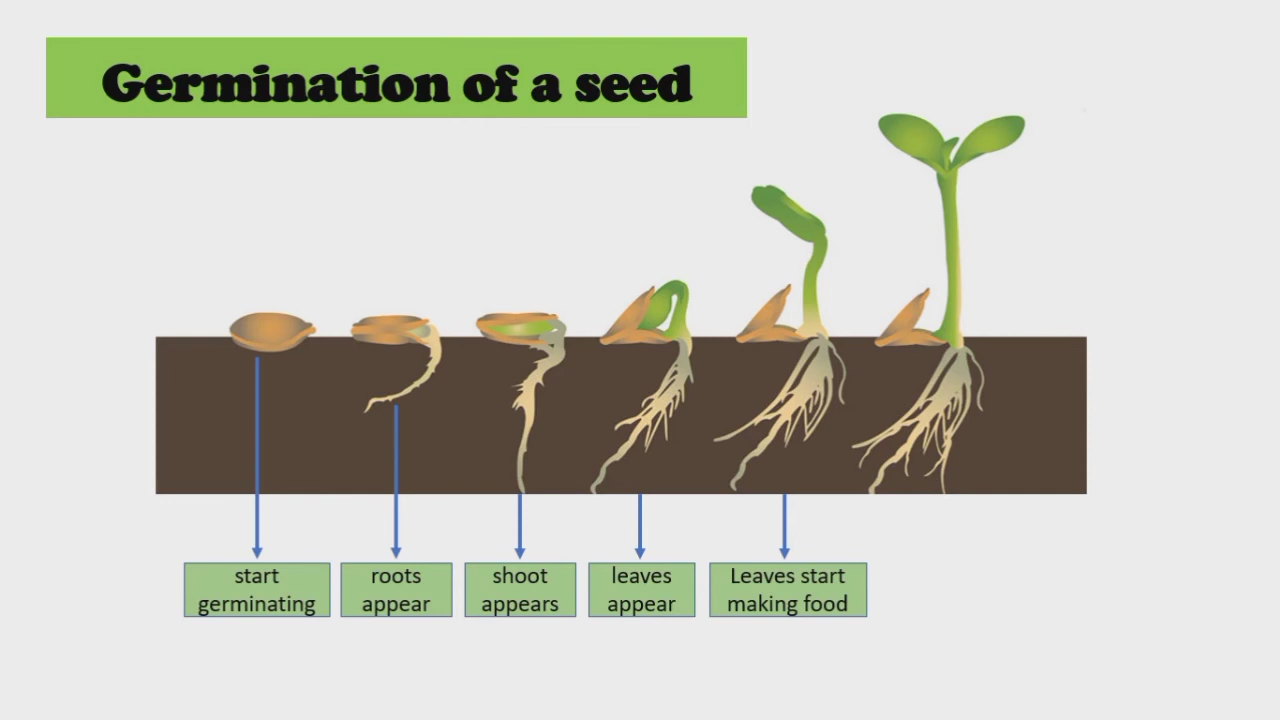 Germination of a seed
start
germinating
roots
appear
shoot
appears
leaves
appear
Leaves start
making food